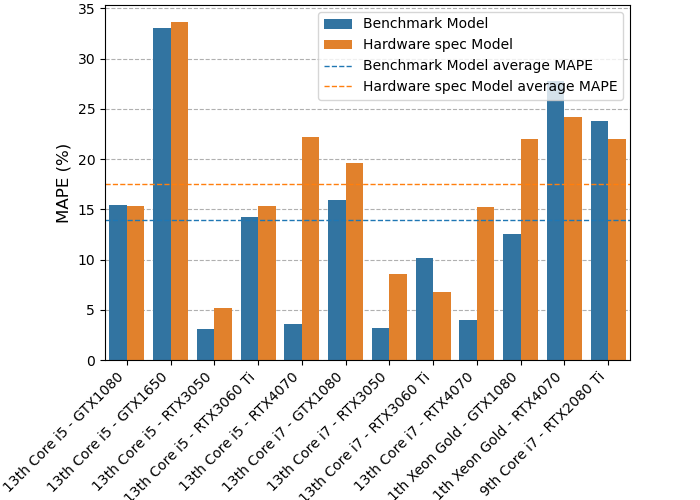 35
30
25
20
15
10
5
0
MAPE (%)
Benchmark Model
Hardware spec Model
Benchmark Model average MAPE
Hardware spec Model average MAPE
13th Core i5 - GTX1080
13th Core i5 - GTX1650
13th Core i5 - RTX3050
13th Core i5 - RTX3060 Ti
13th Core i5 - RTX4070
13th Core i7 - GTX1080
13th Core i7 - RTX3050
13th Core i7 - RTX3060 Ti
13th Core i7 - RTX4070
1th Xeon Gold - GTX1080
1th Xeon Gold - RTX4070
9th Core i7 - RTX2080 Ti